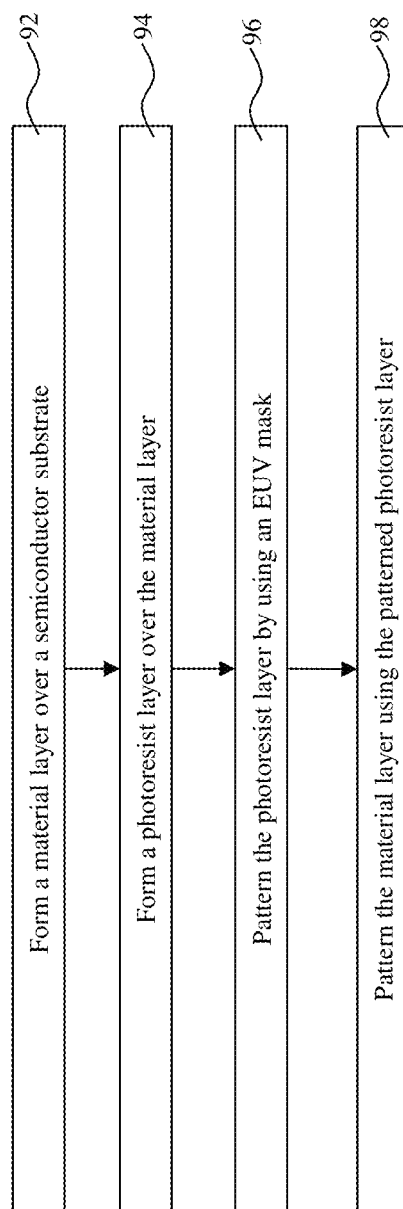 Form a material layer over a semiconductor substrate
92
Form a photoresist layer over the material layer
94
Pattern the photoresist layer by using an EUV mask
96
Pattern the material layer using the patterned photoresist layer
98